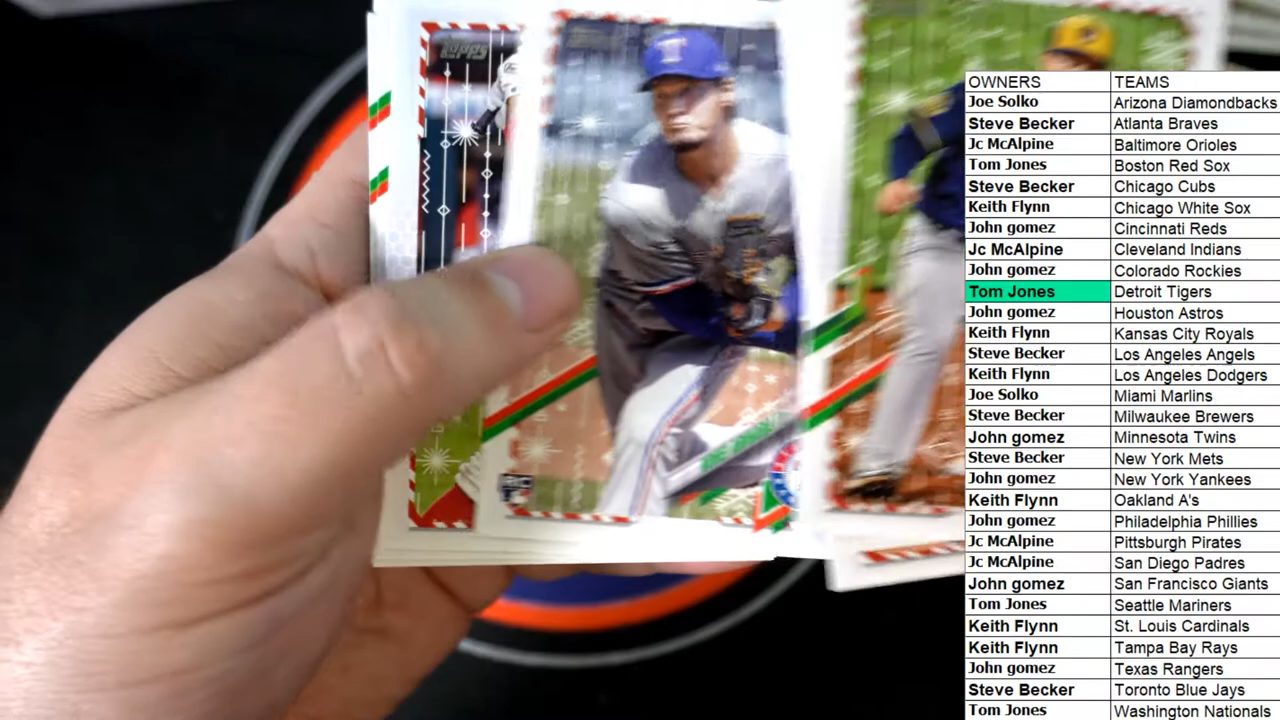 TOPPS
T
RC
OWNERS TEAMS
Joe Solko Arizona Diamondbacks
Steve Becker Atlanta Braves
Jc McAlpine Baltimore Orioles
Tom Jones Boston Red Sox
Steve Becker Chicago Cubs
Keith Flynn Chicago White Sox
John gomez Cincinnati Reds
Jc McAlpine Cleveland Indians
John gomez Colorado Rockies
Tom Jones Detroit Tigers
John gomez Houston Astros
Keith Flynn Kansas City Royals
Steve Becker Los Angeles Angels
Keith Flynn Los Angeles Dodgers
Joe Solko Miami Marlins
Steve Becker Milwaukee Brewers
John gomez Minnesota Twins
Steve Becker New York Mets
John gomez New York Yankees
Keith Flynn Oakland A's
John gomez Philadelphia Phillies
Jc McAlpine Pittsburgh Pirates
Jc McAlpine San Diego Padres
John gomez San Francisco Giants
Tom Jones Seattle Mariners
Keith Flynn St. Louis Cardinals
Keith Flynn Tampa Bay Rays
John gomez Texas Rangers
Steve Becker Toronto Blue Jays
Tom Jones Washington Nationals